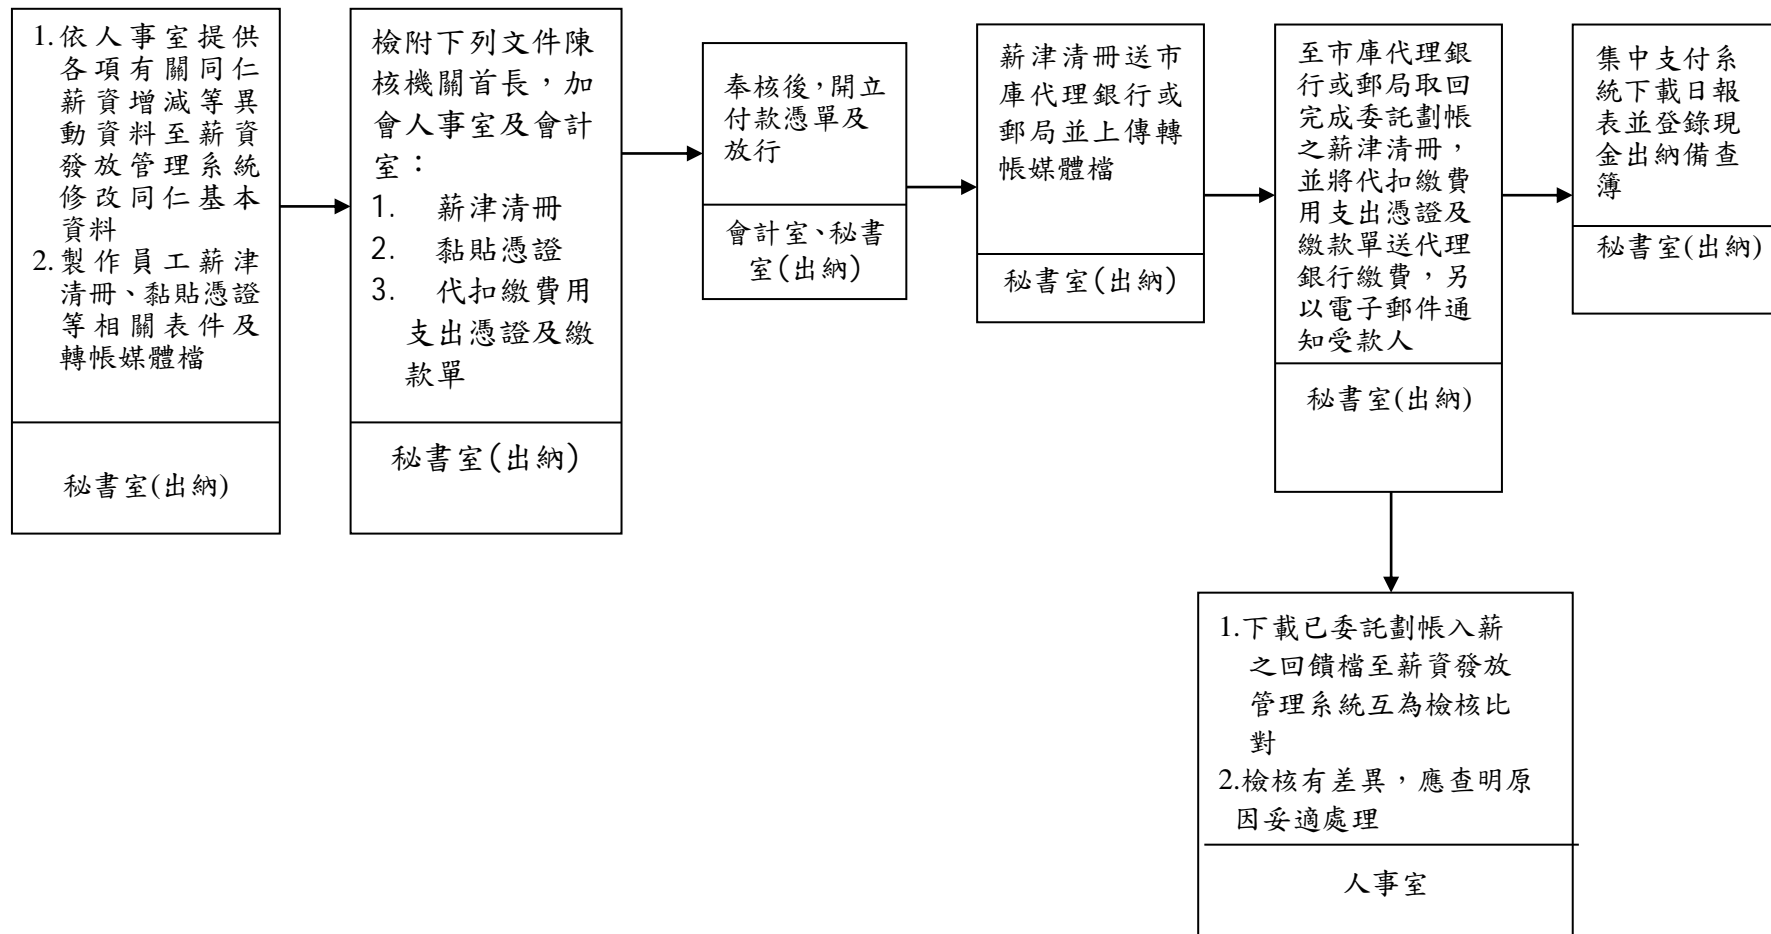 1.依人事室提供
各項有關同仁
薪資增減等異
動資料至薪資
發放管理系統
修改同仁基本
資料
2.製作員工薪津
清冊、黏貼憑證
等相關表件及
轉帳媒體檔
秘書室(出納)
檢附下列文件陳
核機關首長，加
會人事室及會計
室：
1. 薪津清冊
2. 黏貼憑證
3. 代扣繳費用
支出憑證及繳
款單
秘書室(出納)
奉核後，開立
付款憑單及
放行
會計室、秘書
室(出納)
薪津清冊送市
庫代理銀行或
郵局並上傳轉
帳媒體檔
秘書室(出納)
至市庫代理銀
行或郵局取回
完成委託劃帳
之薪津清冊，
並將代扣繳費
用支出憑證及
繳款單送代理
銀行繳費，另
以電子郵件通
知受款人
秘書室(出納)
集中支付系
統下載日報
表並登錄現
金出納備查
簿
秘書室(出納)
1.下載已委託劃帳入薪
之回饋檔至薪資發放
管理系統互為檢核比
對
2.檢核有差異，應查明原
因妥適處理
人事室